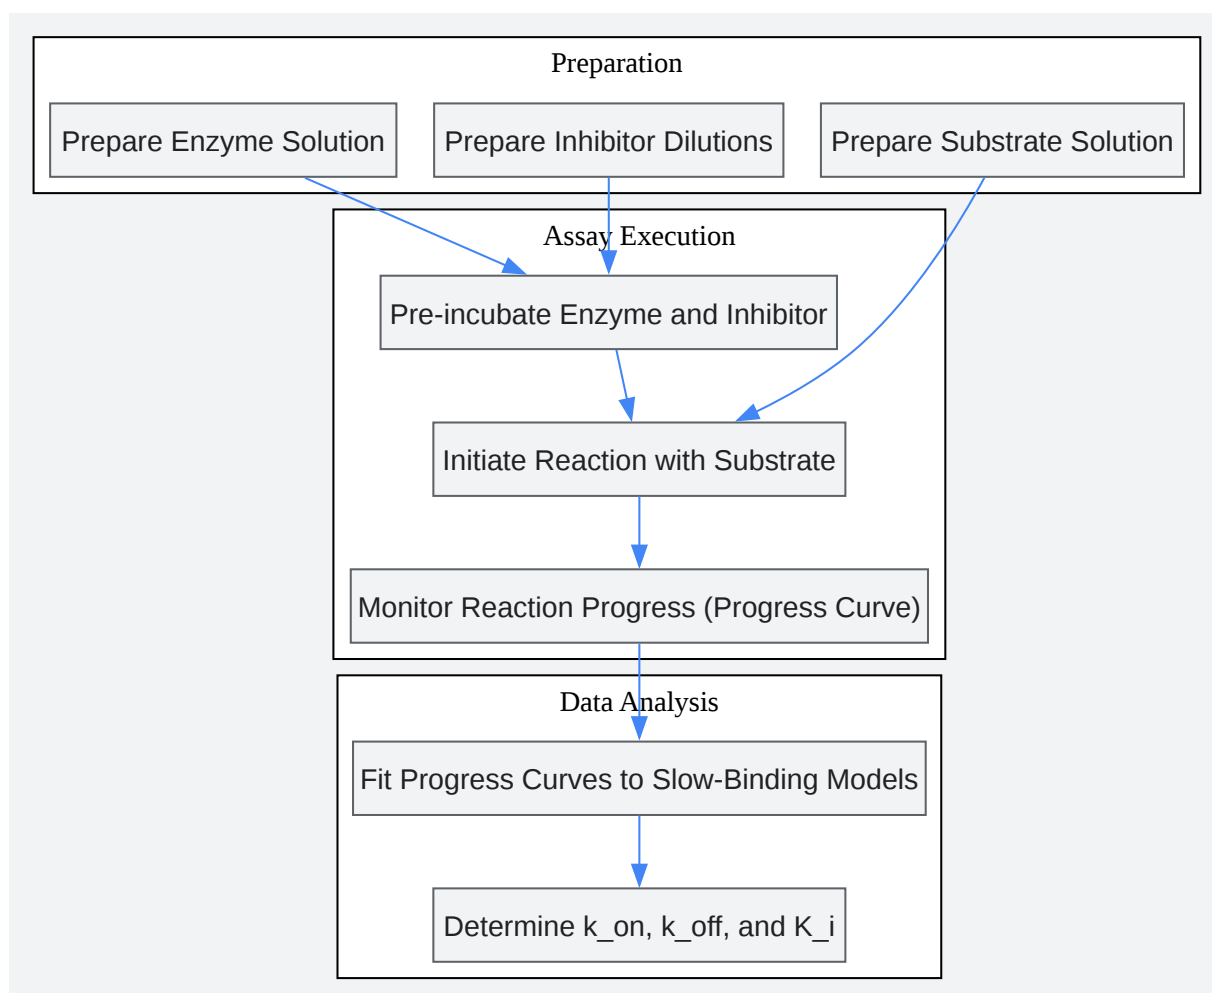 Preparation
Prepare Enzyme Solution
Prepare Inhibitor Dilutions
Prepare Substrate Solution
Assay Execution
Pre-incubate Enzyme and Inhibitor
Initiate Reaction with Substrate
Monitor Reaction Progress (Progress Curve)
Data Analysis
Fit Progress Curves to Slow-Binding Models
Determine k_on, k_off, and K_i